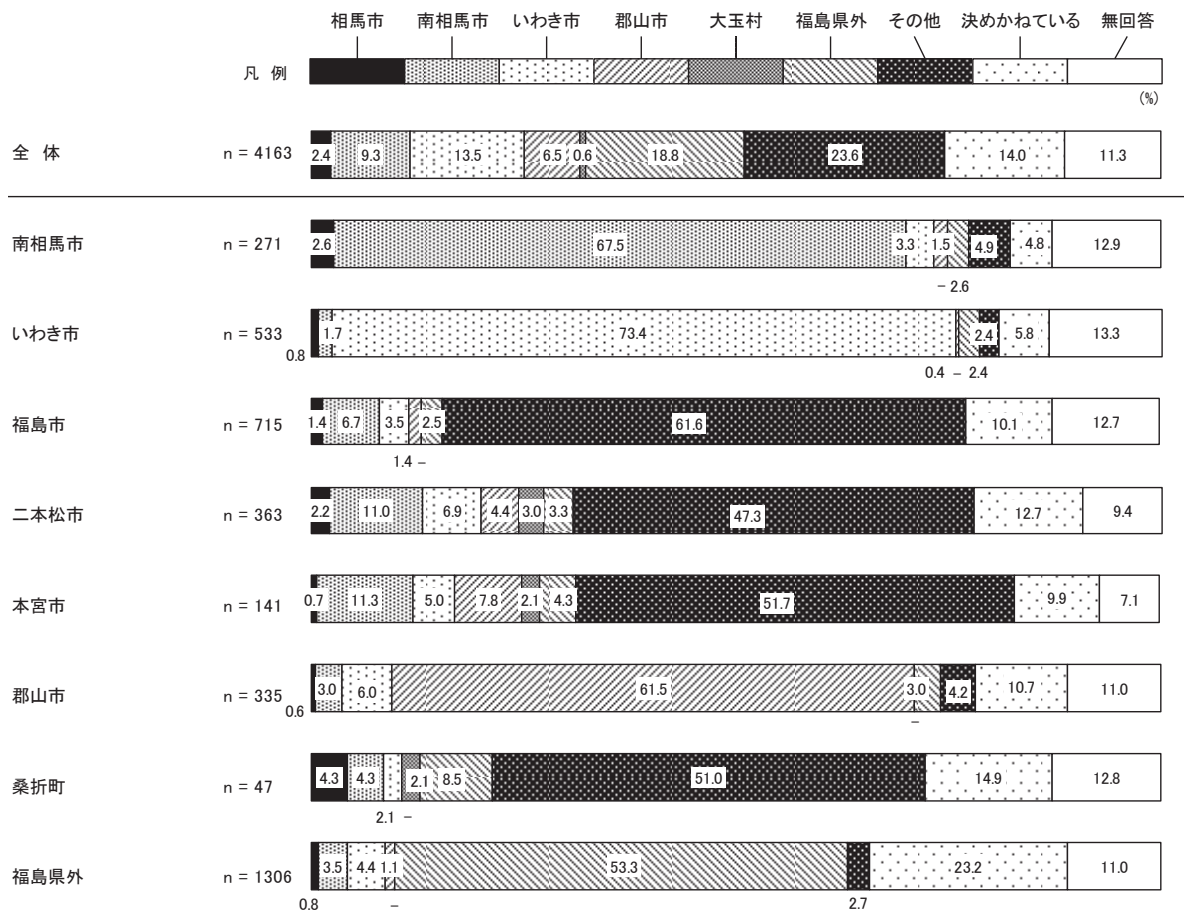 相馬市 南相馬市 いわき市 郡山市 大玉村 福島県外 その他 決めかねている 無回答
凡 例
(%)
全 体 n = 4163 2.4 9.3 13.5 6.5 0.6 18.8 23.6 14.0 11.3
南相馬市 n = 271 2.6 67.5 3.3 1.5 4.9 4.8 12.9
– 2.6
いわき市 n = 533 1.7 73.4 2.4 5.8 13.3
0.8 0.4 – 2.4
福島市 n = 715 1.4 6.7 3.5 2.5 61.6 10.1 12.7
1.4 –
二本松市 n = 363 2.2 11.0 6.9 4.4 3.0 3.3 47.3 12.7 9.4
本宮市 n = 141 0.7 11.3 5.0 7.8 2.1 4.3 51.7 9.9 7.1
郡山市 n = 335 3.0 6.0 61.5 3.0 4.2 10.7 11.0
0.6 –
桑折町 n = 47 4.3 4.3 2.1 8.5 51.0 14.9 12.8
2.1 –
福島県外 n = 1306 3.5 4.4 1.1 53.3 23.2 11.0
0.8 – 2.7